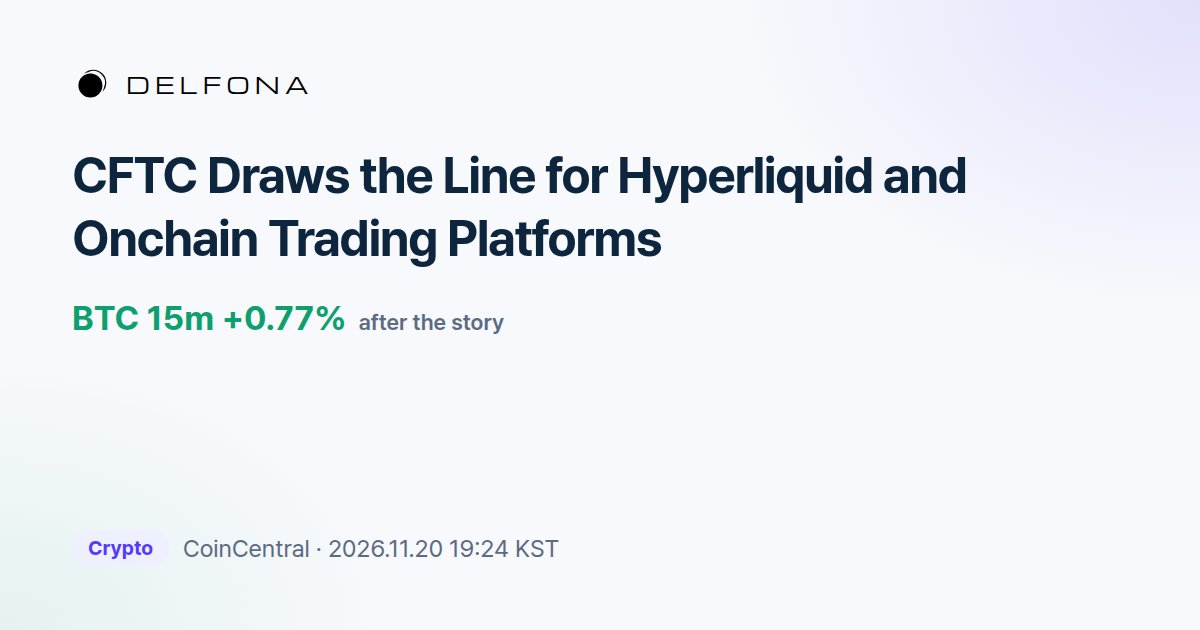 DELFONA
CFTC Draws the Line for Hyperliquid and
Onchain Trading Platforms
BTC 15m +0.77% after the story
Crypto CoinCentral · 2026.11.20 19:24 KST